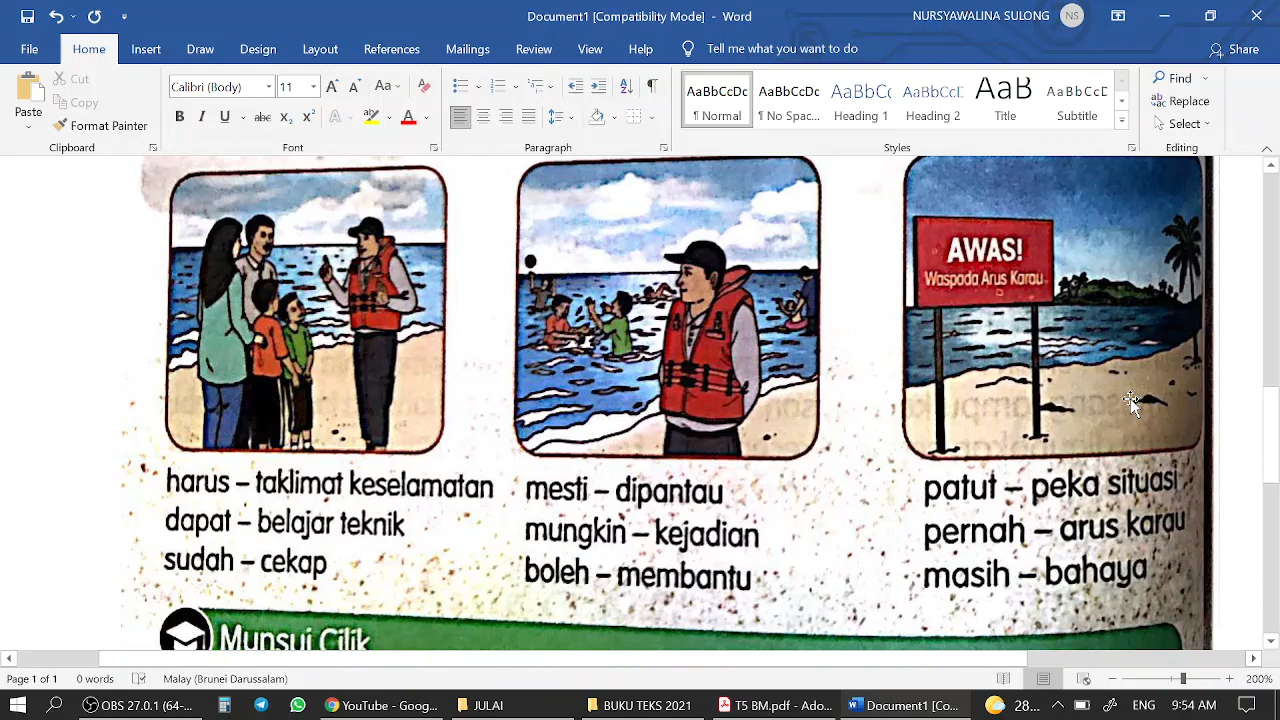 Document1 [Compatibility Mode] - Word
NURSYAWALINA SULONG
NS
File Home Insert Draw Design Layout References Mailings Review View Help Tell me what you want to do Share
Paste
Cut
Copy
Format Painter
Clipboard
Calibri (Body) 11
Font
Paragraph
AaBbCcDc AaBbCcDc AaBbCc AaBbCcD AaB AaBbCcD
¶ Normal ¶ No Spac... Heading 1 Heading 2 Title Subtitle
Styles
Find
Replace
Select
Editing
AWAS!
Waspada Arus Karau
harus – taklimat keselamatan
dapat – belajar teknik
sudah – cekap
mesti – dipantau
mungkin – kejadian
boleh – membantu
patut – peka situasi
pernah – arus karau
masih – bahaya
Munsyi Cilik
Page 1 of 1 0 words Malay (Brunei Darussalam) 200%
OBS 27.0.1 (64-... YouTube - Goog... JULAI BUKU TEKS 2021 T5 BM.pdf - Ado... Document1 [Co... 28... ENG 9:54 AM